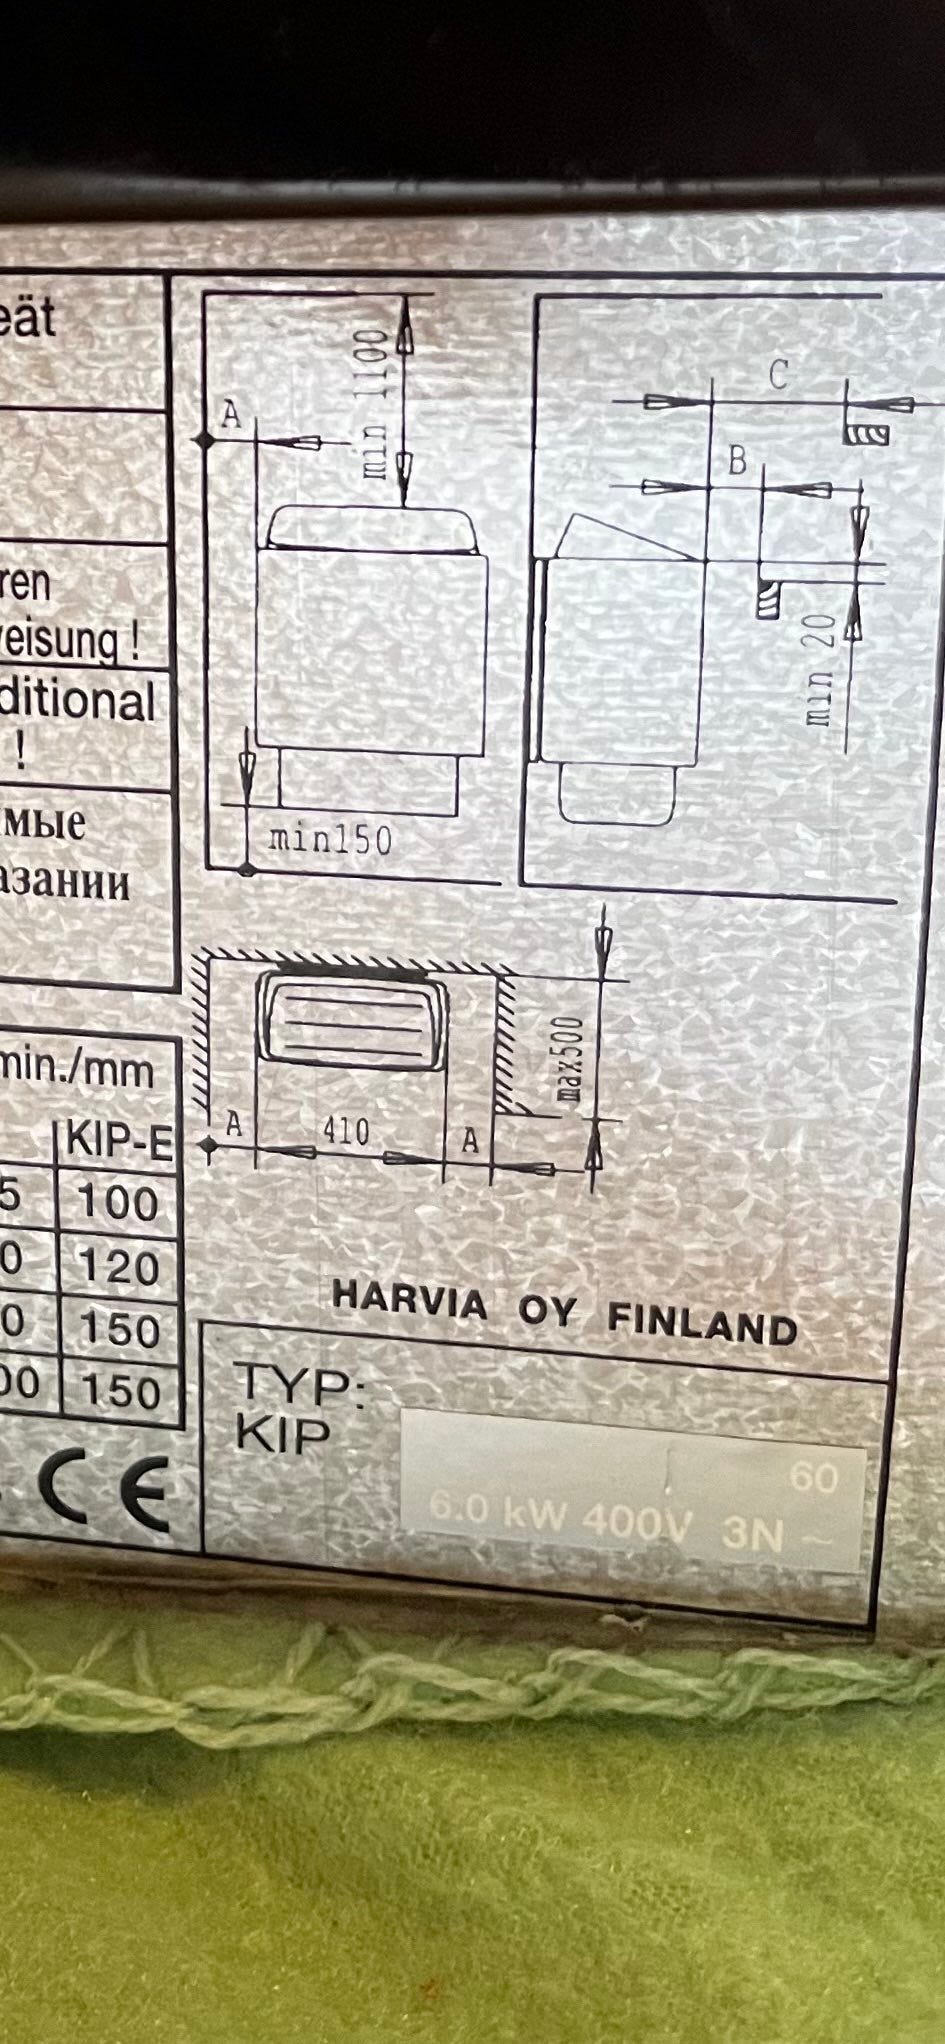 eät
ren
eisung !
ditional
!
мые
азании
min./mm
KIP-E
5 100
0 120
0 150
00 150
CE
A
min 1100
min150
C
B
min 20
A 410 A
max500
HARVIA OY FINLAND
TYP:
KIP
60
6.0 kW 400V 3N ~